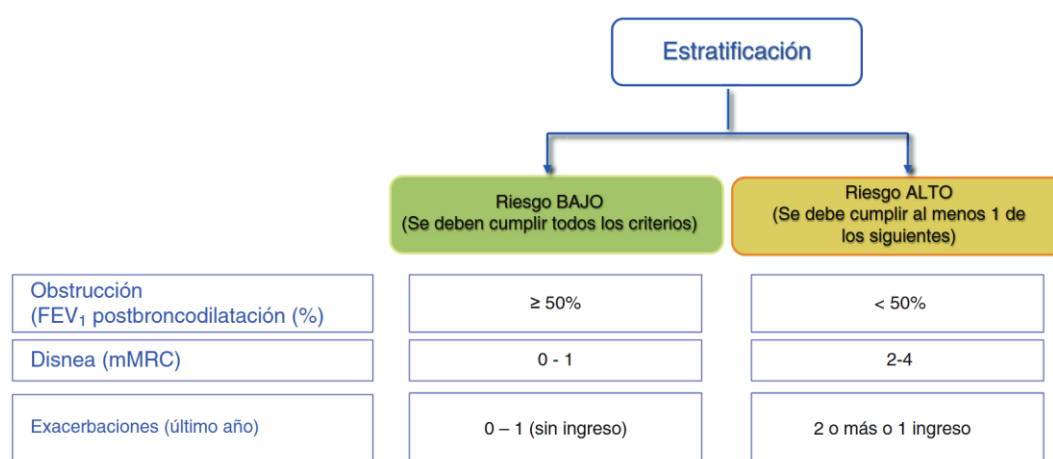 Estratificación
Riesgo BAJO
(Se deben cumplir todos los criterios)
Riesgo ALTO
(Se debe cumplir al menos 1 de
los siguientes)
Obstrucción
(FEV₁ postbroncodilatación (%)
≥ 50%
< 50%
Disnea (mMRC)
0 - 1
2-4
Exacerbaciones (último año)
0 – 1 (sin ingreso)
2 o más o 1 ingreso